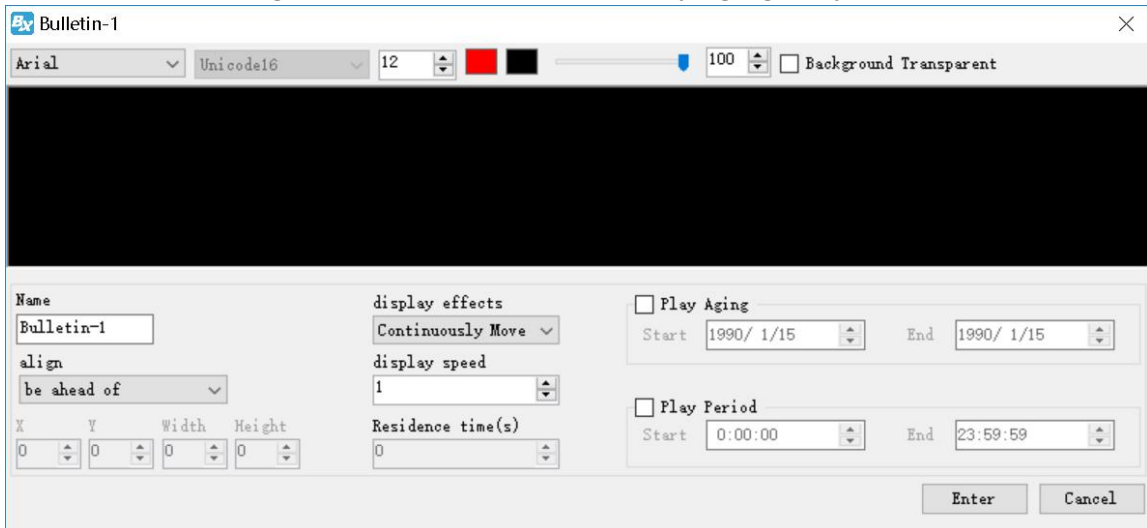 Bx Bulletin-1
Arial Unicode16 12 100 Background Transparent
Name display effects Play Aging
Bulletin-1 Continuously Move Start 1990/ 1/15 End 1990/ 1/15
align display speed
be ahead of 1
Play Period
X Y Width Height Residence time(s) Start 0:00:00 End 23:59:59
0 0 0 0 0
Enter Cancel